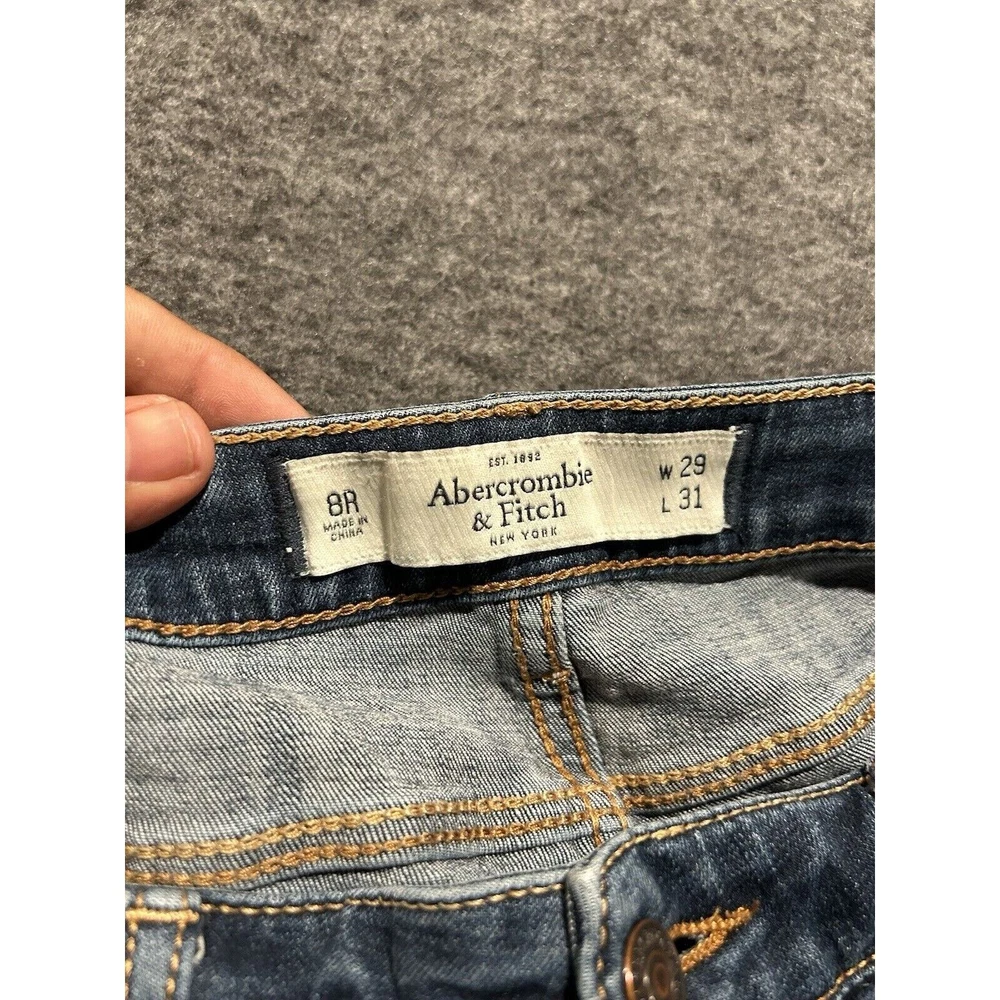 8R
MADE IN
CHINA
EST. 1892
Abercrombie
& Fitch
NEW YORK
W 29
L 31